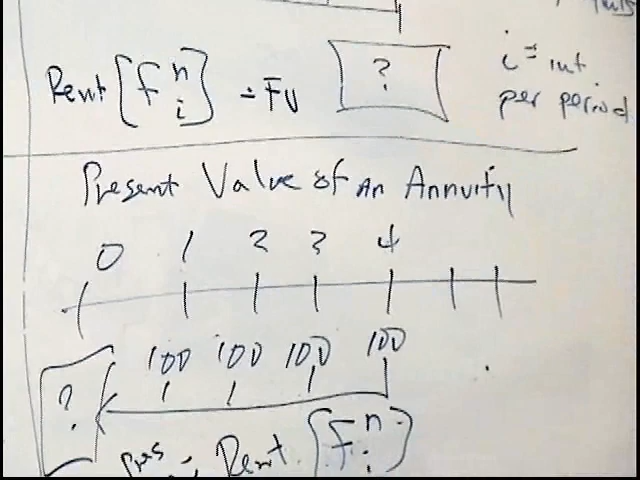 Rent [F n i] = FV ?
i = int
per period
Present Value of An Annuity
0 1 2 3 4
100 100 100 100
?
pres = Rent [F n i]